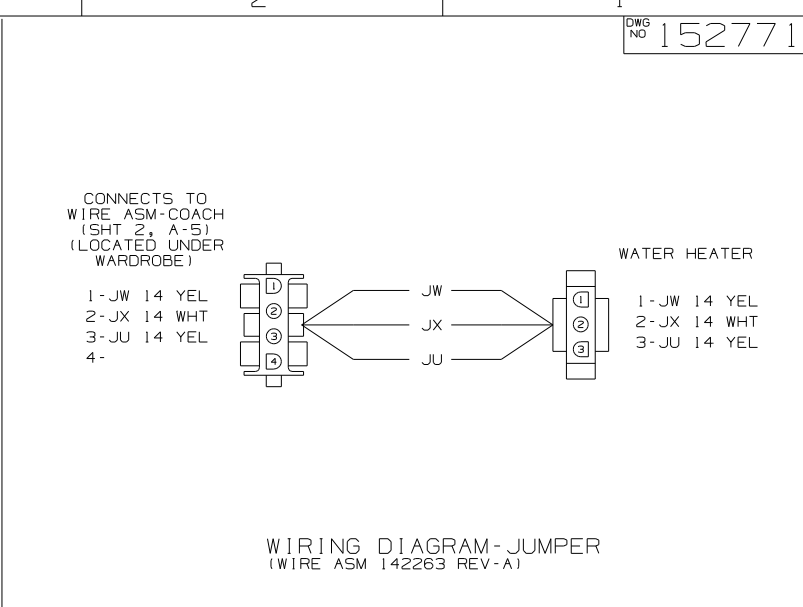 2
1
DWG
NO
152771
CONNECTS TO
WIRE ASM-COACH
(SHT 2, A-5)
(LOCATED UNDER
WARDROBE)
1-JW 14 YEL
2-JX 14 WHT
3-JU 14 YEL
4-
1
2
3
4
JW
JX
JU
1
2
3
WATER HEATER
1-JW 14 YEL
2-JX 14 WHT
3-JU 14 YEL
WIRING DIAGRAM-JUMPER
(WIRE ASM 142263 REV-A)